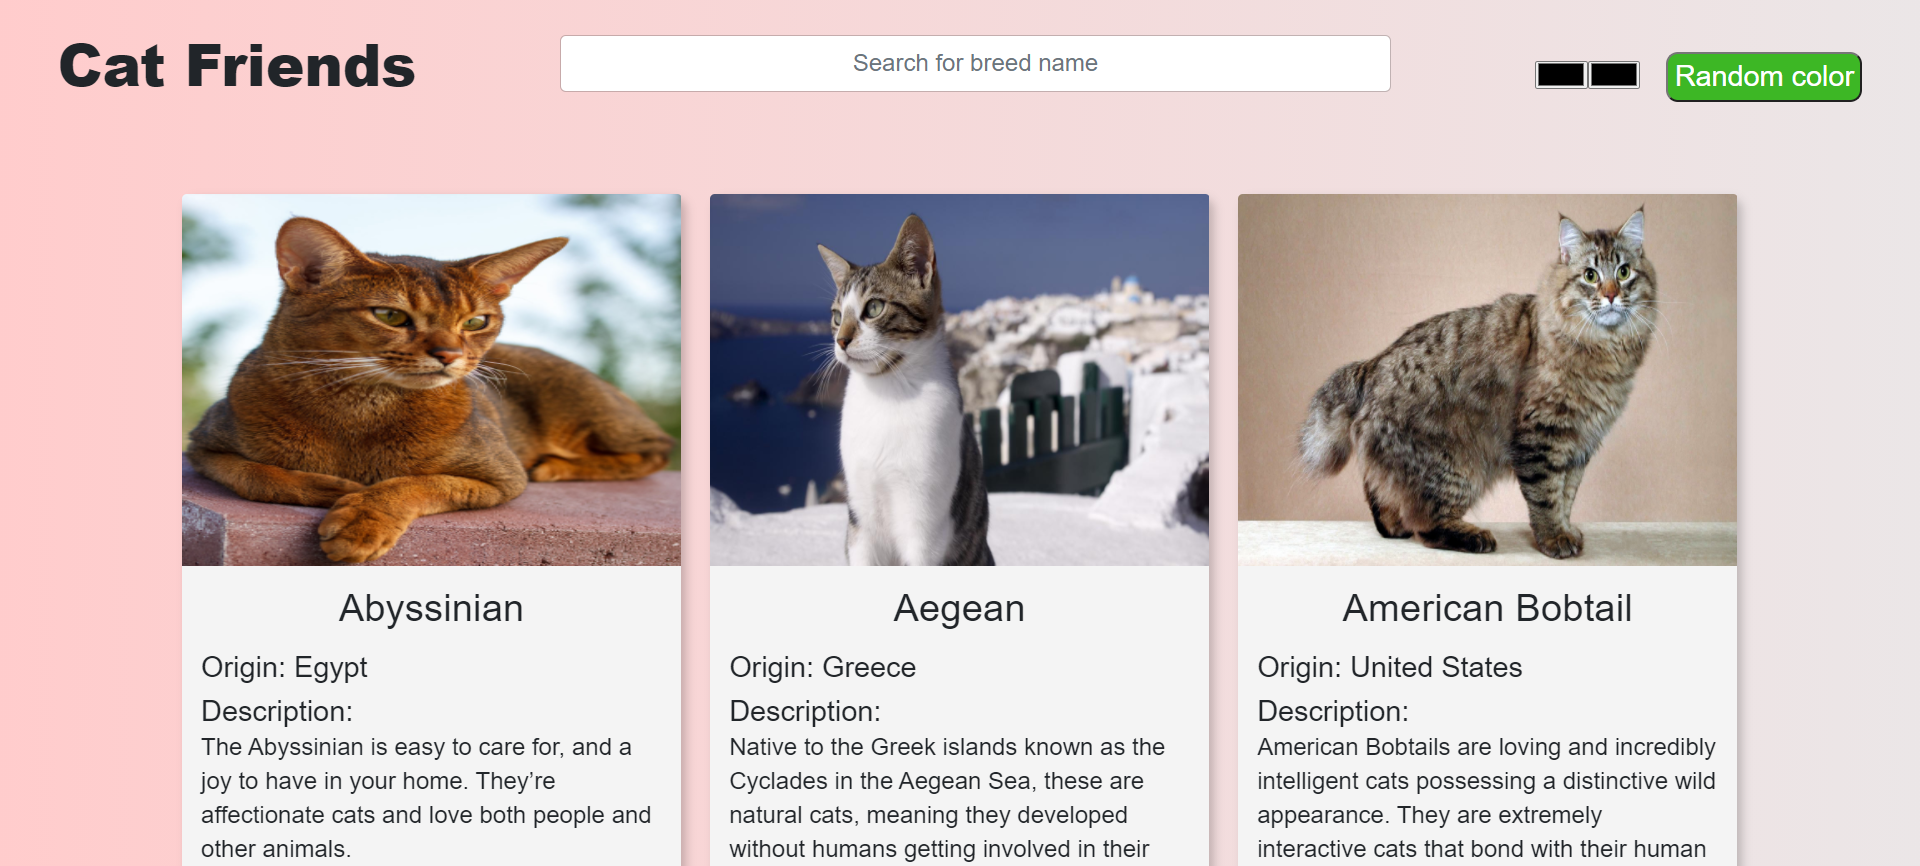 Cat Friends
Search for breed name
Random color
Abyssinian
Origin: Egypt
Description:
The Abyssinian is easy to care for, and a
joy to have in your home. They’re
affectionate cats and love both people and
other animals.
Aegean
Origin: Greece
Description:
Native to the Greek islands known as the
Cyclades in the Aegean Sea, these are
natural cats, meaning they developed
without humans getting involved in their
American Bobtail
Origin: United States
Description:
American Bobtails are loving and incredibly
intelligent cats possessing a distinctive wild
appearance. They are extremely
interactive cats that bond with their human